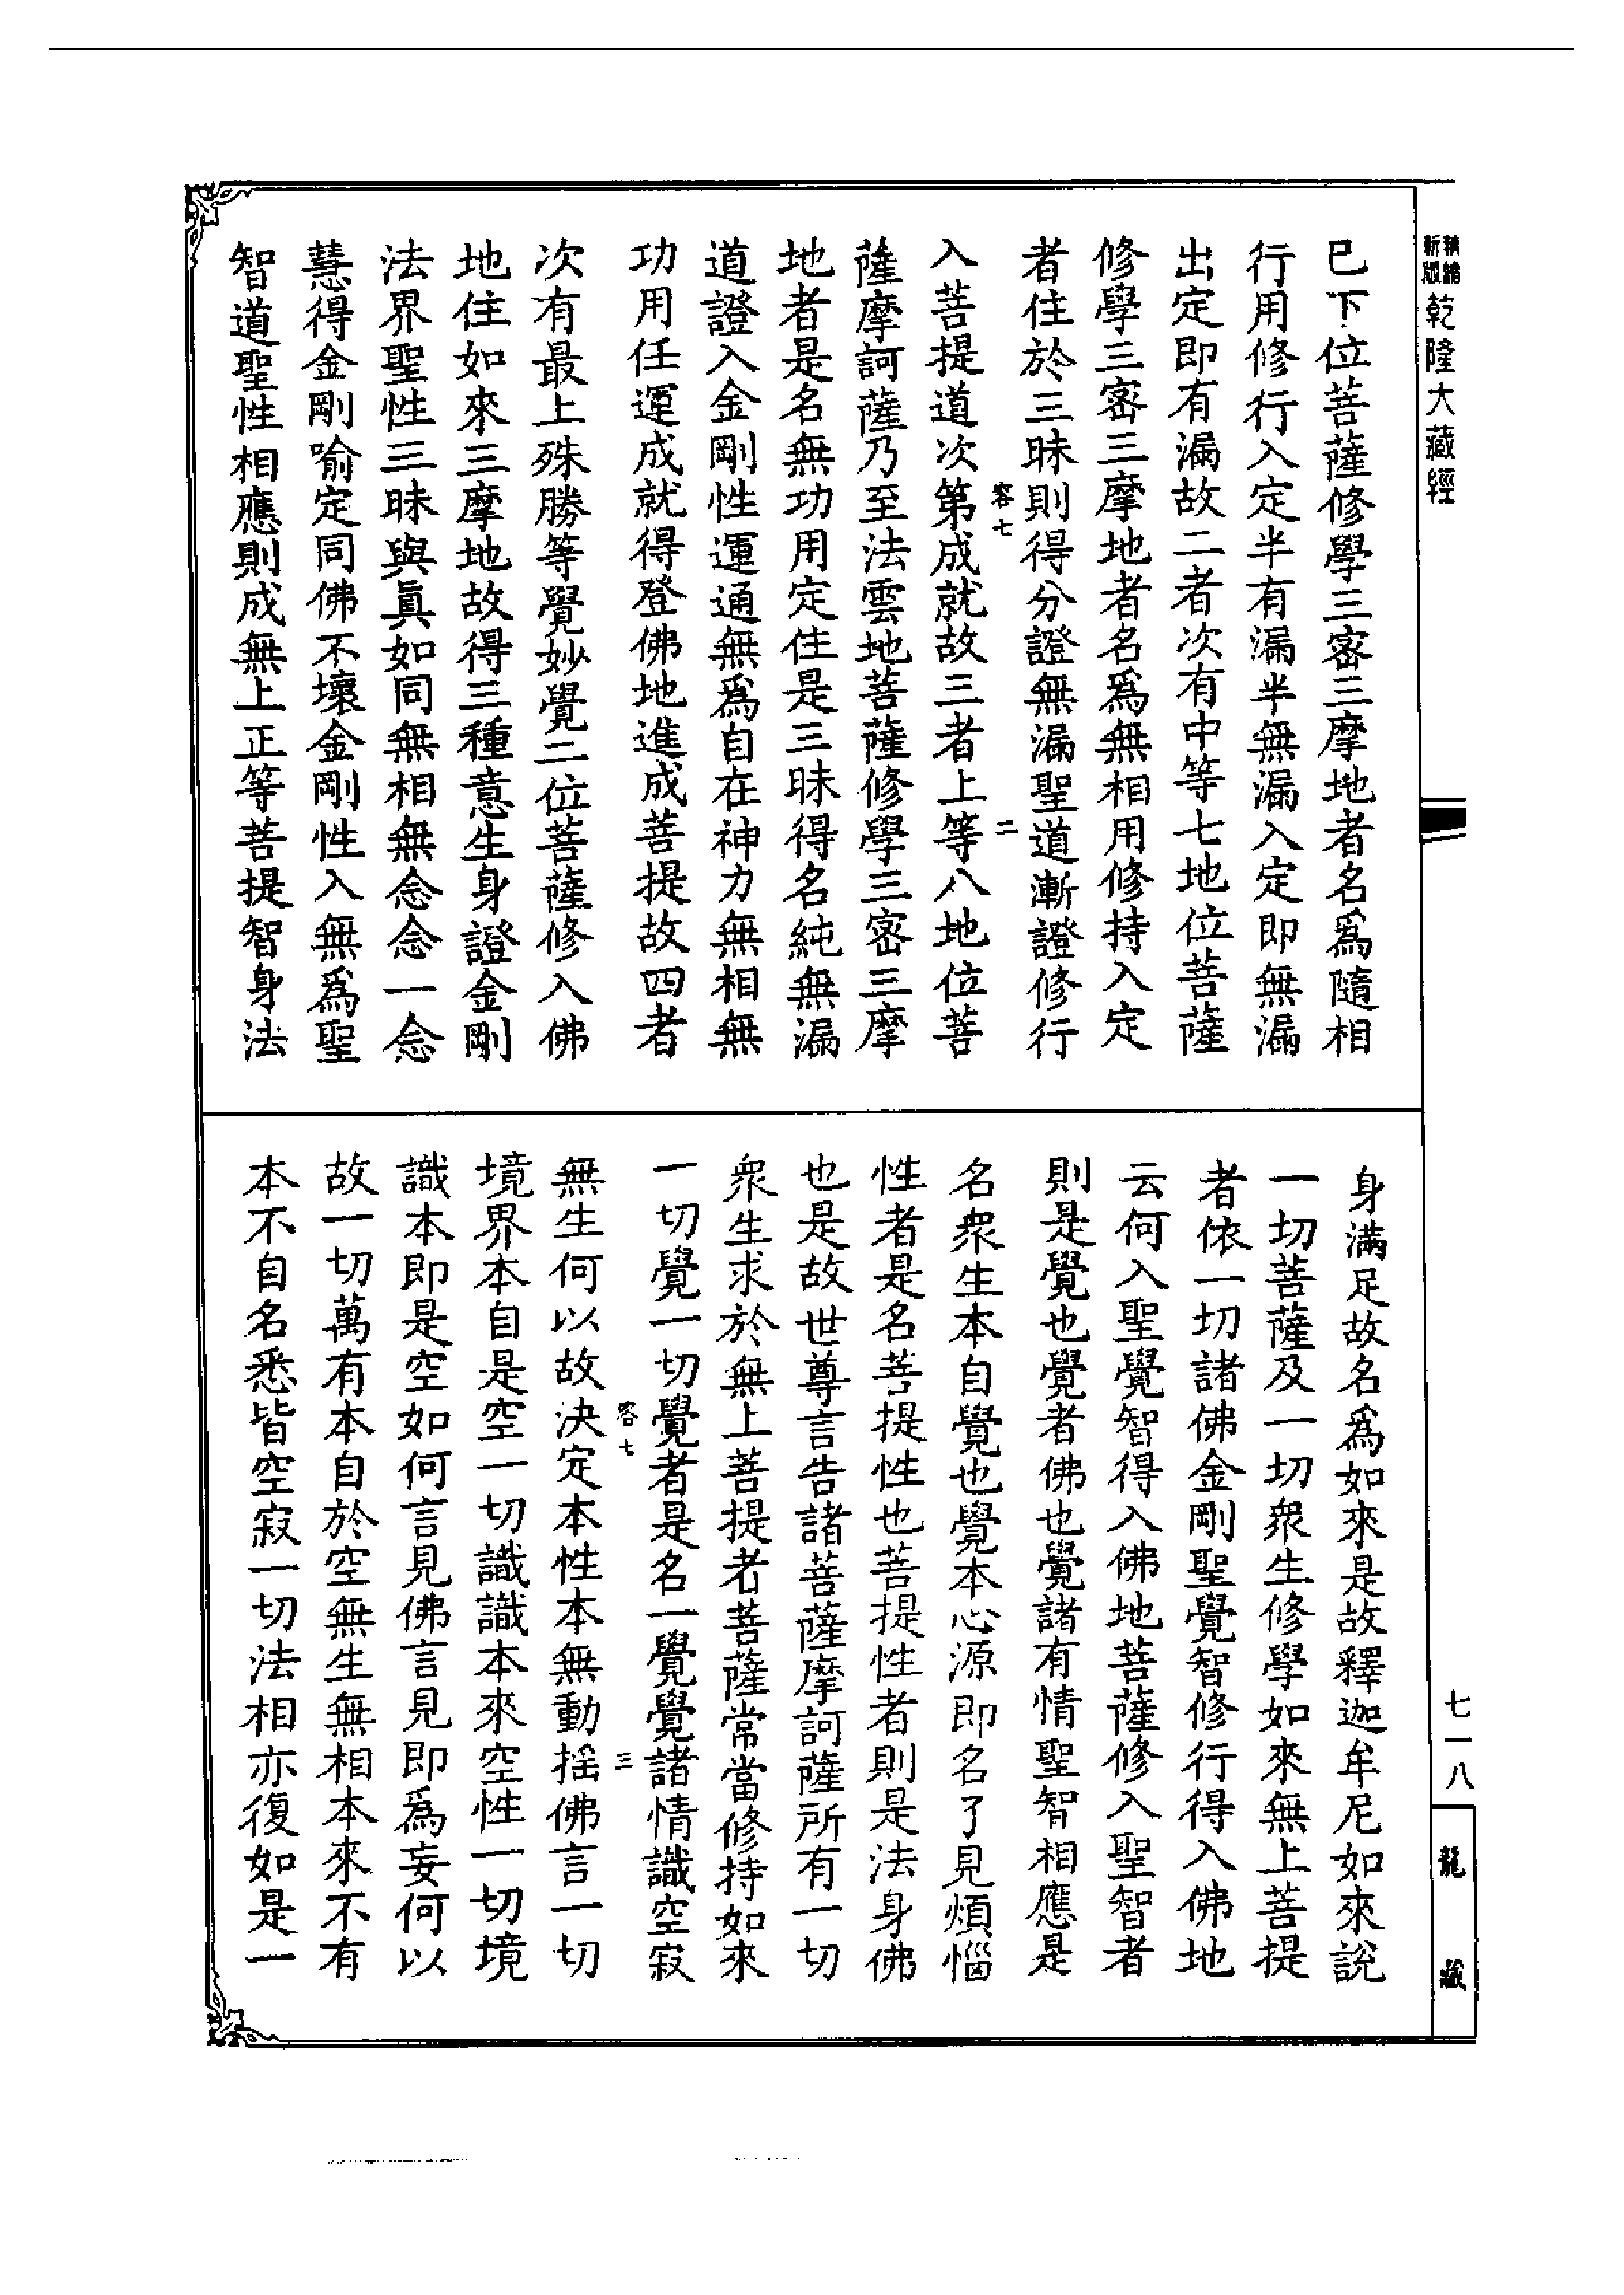 新編
縮版
乾隆大藏經
已下位菩薩修學三密三摩地者名爲隨相
行用修行入定半有漏半無漏入定即無漏
出定即有漏故二者次有中等七地位菩薩
修學三密三摩地者名爲無相用修持入定
者住於三昧則得分證無漏聖道漸證修行
容七 二
入菩提道次第成就故三者上等八地位菩
薩摩訶薩乃至法雲地菩薩修學三密三摩
地者是名無功用定住是三昧得名純無漏
道證入金剛性運通無爲自在神力無相無
功用任運成就得登佛地進成菩提故四者
次有最上殊勝等覺妙覺二位菩薩修入佛
地住如來三摩地故得三種意生身證金剛
法界聖性三昧與眞如同無相無念念一念
慧得金剛喻定同佛不壞金剛性入無爲聖
智道聖性相應則成無上正等菩提智身法
身滿足故名爲如來是故釋迦牟尼如來說
一切菩薩及一切衆生修學如來無上菩提
者依一切諸佛金剛聖覺智修行得入佛地
云何入聖覺智得入佛地菩薩修入聖智者
則是覺也覺者佛也覺諸有情聖智相應是
名衆生本自覺也覺本心源即名了見煩惱
性者是名菩提性也菩提性者則是法身佛
也是故世尊言告諸菩薩摩訶薩所有一切
衆生求於無上菩提者菩薩常當修持如來
一切覺一切覺者是名一覺覺諸情識空寂
容七 三
無生何以故決定本性本無動揺佛言一切
境界本自是空一切識識本來空性一切境
識本即是空如何言見佛言見即爲妄何以
故一切萬有本自於空無生無相本來不有
本不自名悉皆空寂一切法相亦復如是一
七一八
龍藏